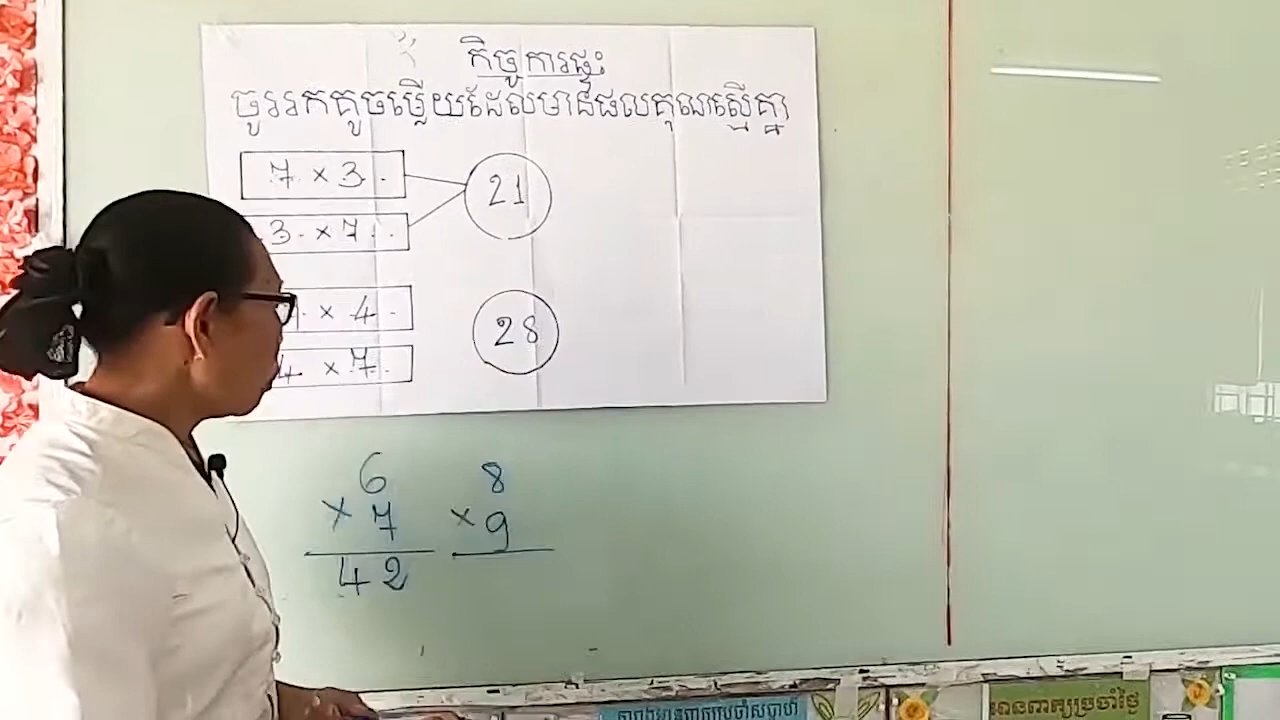 កិច្ចការផ្ទះ
ចូររកគូចម្លើយដែលមានផលគុណស្មើគ្នា
7 × 3
21
3 × 7
× 4
28
4 × 7
6
× 7
42
8
× 9